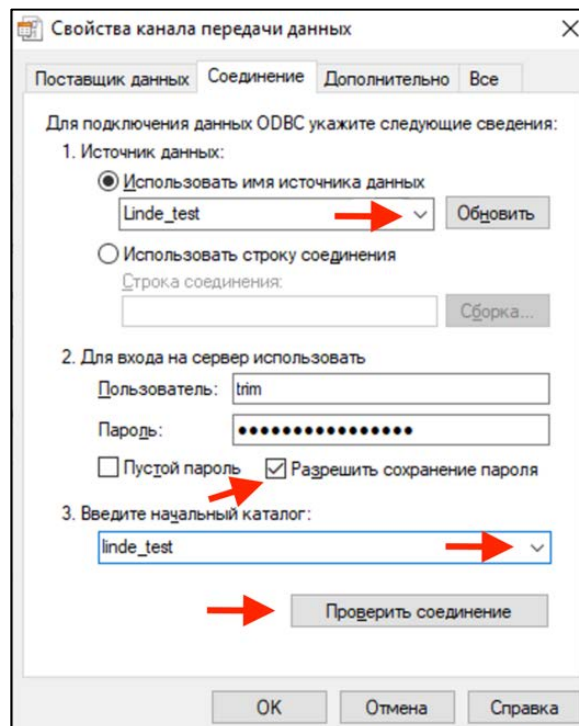 Свойства канала передачи данных
Поставщик данных Соединение Дополнительно Все
Для подключения данных ODBC укажите следующие сведения:
1. Источник данных:
Использовать имя источника данных
Linde_test Обновить
Использовать строку соединения
Строка соединения:
Сборка...
2. Для входа на сервер использовать
Пользователь: trim
Пароль: ••••••••••••••••
Пустой пароль Разрешить сохранение пароля
3. Введите начальный каталог:
linde_test
Проверить соединение
OK Отмена Справка